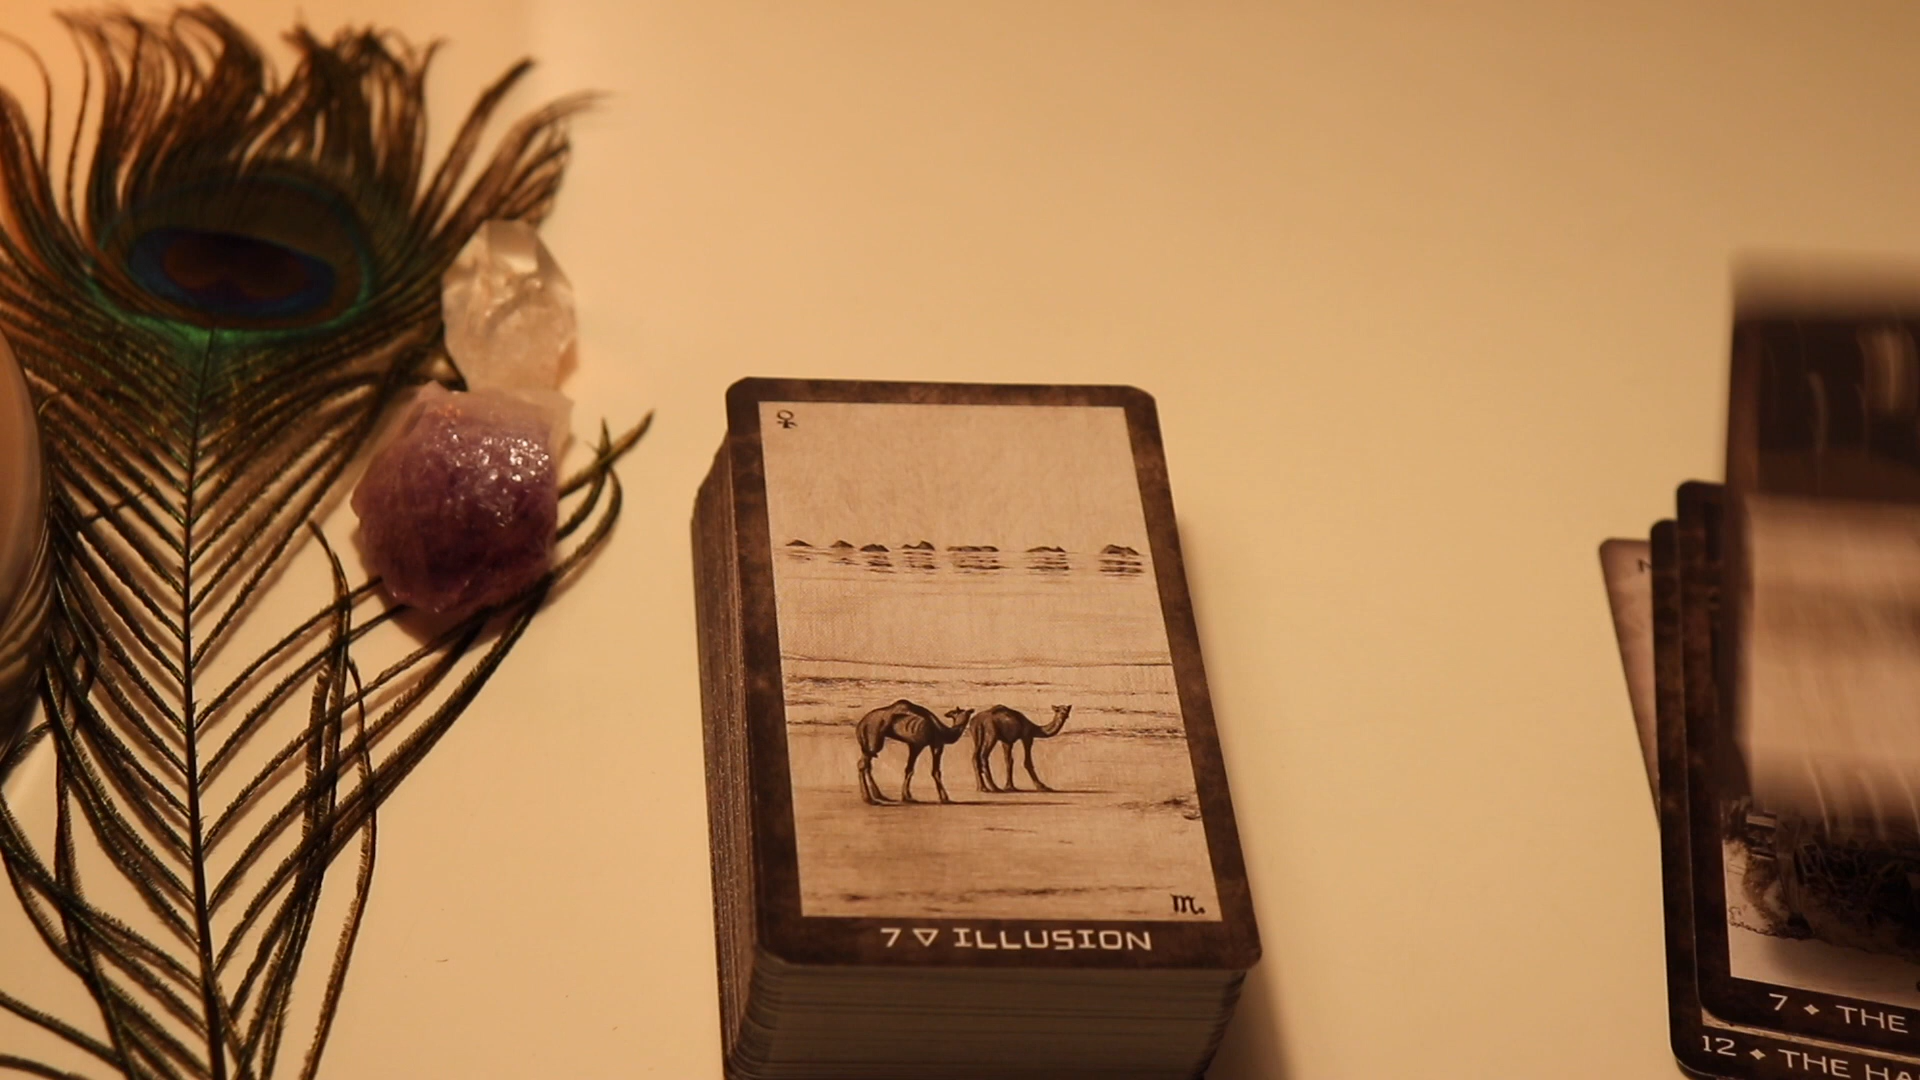 7 ▽ ILLUSION
7 ✦ THE
12 ✦ THE HA